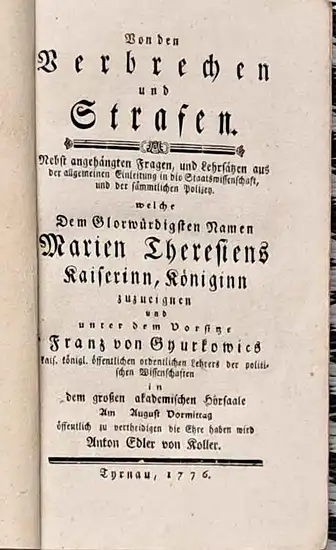 Von den
Verbrechen
und
Strafen.
Nebst angehängten Fragen, und Lehrsätzen aus
der allgemeinen Einleitung in die Staatswissenschaft,
und der sämmtlichen Polizey.
welche
Dem Glorwürdigsten Namen
Marien Theresiens
Kaiserinn, Königinn
zuzueignen
und
unter dem Vorsitze
Franz von Gyurkowics
kais. königl. öffentlichen ordentlichen Lehrers der politi-
schen Wissenschaften
in
dem großen akademischen Hörsaale
Am August Vormittag
öffentlich zu vertheidigen die Ehre haben wird
Anton Edler von Koller.
Tyrnau, 1776.